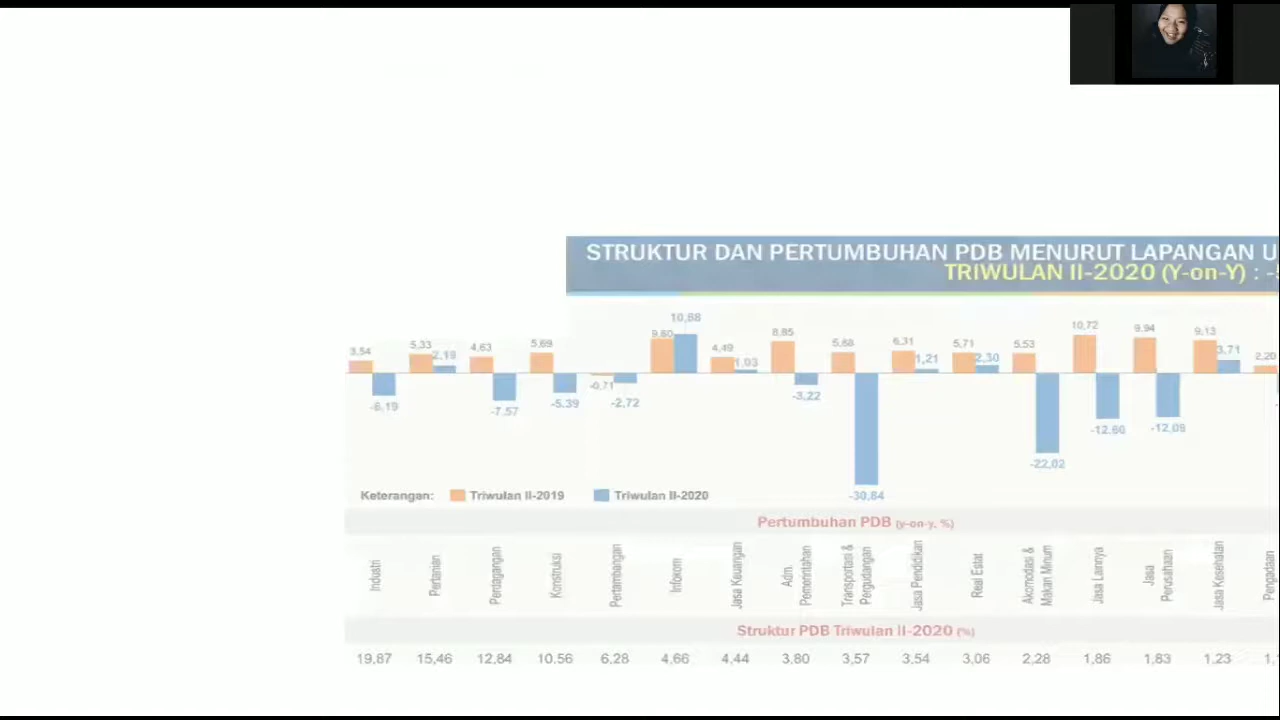 STRUKTUR DAN PERTUMBUHAN PDB MENURUT LAPANGAN U
TRIWULAN II-2020 (Y-on-Y) : -5
3,54 5,33 2,19 4,63 5,69 9,60 10,88 4,49 1,03 8,85 5,68 6,31 1,21 5,71 2,30 5,53 10,72 9,94 9,13 3,71 2,20
-6,19 -7,57 -5,39 -0,71 -2,72 -3,22 -30,84 -22,02 -12,60 -12,09
Keterangan: Triwulan II-2019 Triwulan II-2020
Pertumbuhan PDB (y-on-y, %)
Industri
Pertanian
Perdagangan
Konstruksi
Pertambangan
Infokom
Jasa Keuangan
Adm.
Pemerintahan
Transportasi &
Pergudangan
Jasa Pendidikan
Real Estat
Akomodasi &
Makan Minum
Jasa Lainnya
Jasa
Perusahaan
Jasa Kesehatan
Pengadaan
Struktur PDB Triwulan II-2020 (%)
19,87 15,46 12,84 10.56 6,28 4,66 4,44 3,80 3,57 3,54 3,06 2,28 1,86 1,83 1,23